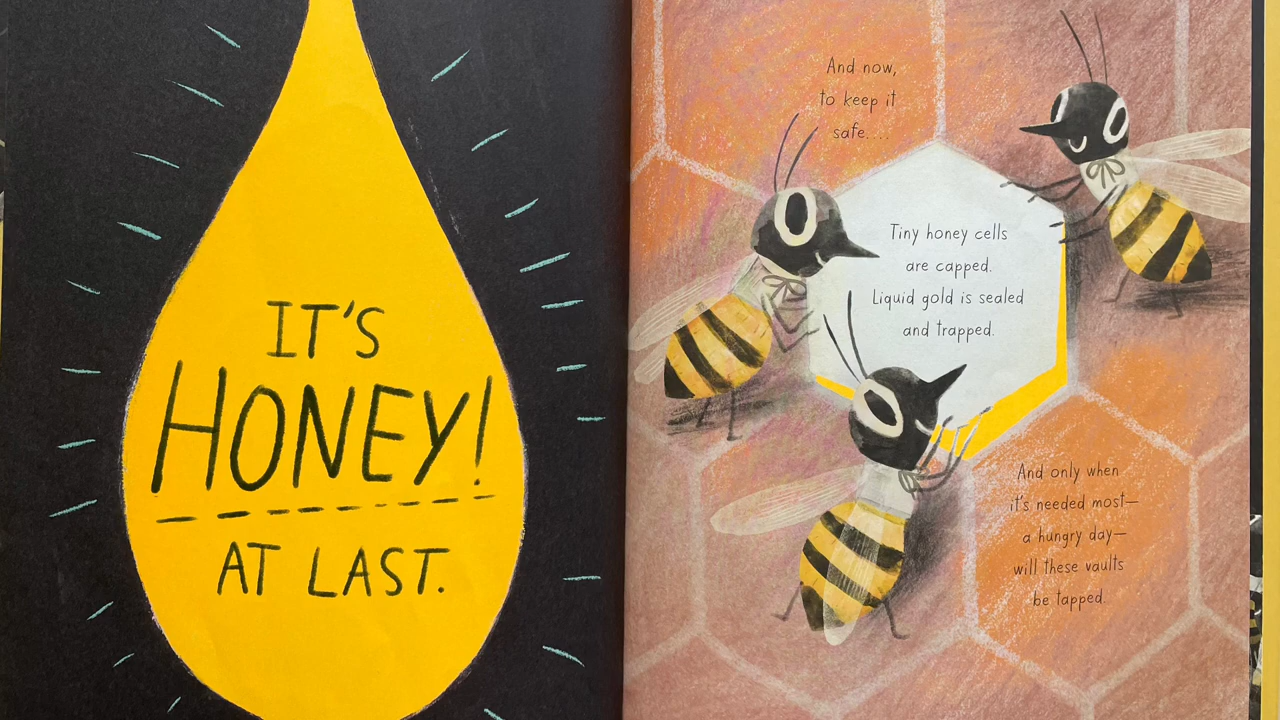 IT'S
HONEY!
AT LAST.
And now,
to keep it
safe....
Tiny honey cells
are capped.
Liquid gold is sealed
and trapped.
And only when
it's needed most—
a hungry day—
will these vaults
be tapped.